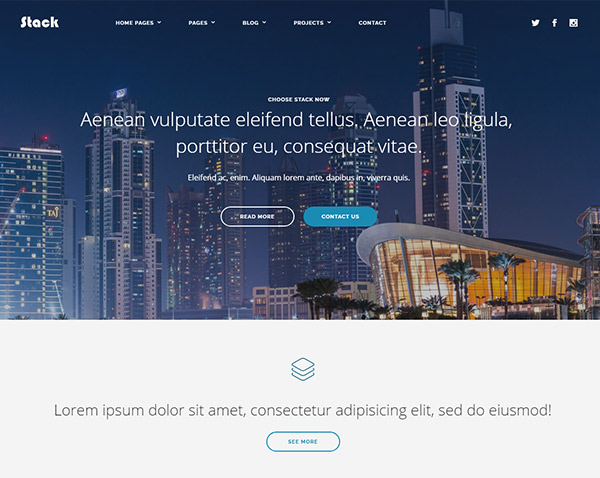 Stack
HOME PAGES PAGES BLOG PROJECTS CONTACT
CHOOSE STACK NOW
Aenean vulputate eleifend tellus. Aenean leo ligula,
porttitor eu, consequat vitae.
Eleifend ac, enim. Aliquam lorem ante, dapibus in, viverra quis.
READ MORE CONTACT US
TAJ
Lorem ipsum dolor sit amet, consectetur adipisicing elit, sed do eiusmod!
SEE MORE